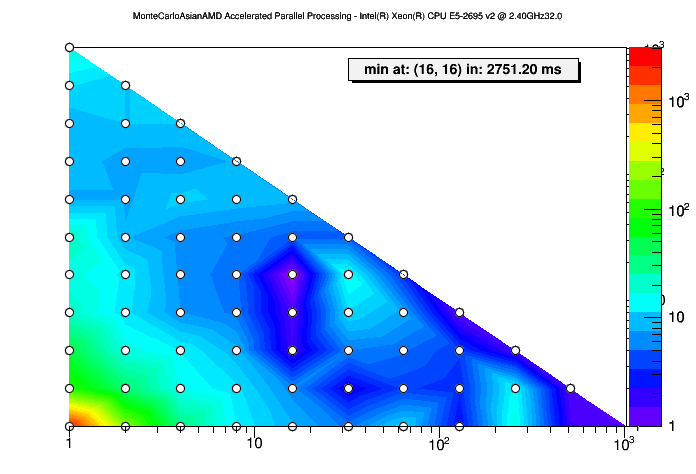 MonteCarloAsianAMD Accelerated Parallel Processing - Intel(R) Xeon(R) CPU E5-2695 v2 @ 2.40GHz32.0
min at: (16, 16) in: 2751.20 ms
10³
10²
10
1
1 10 10² 10³